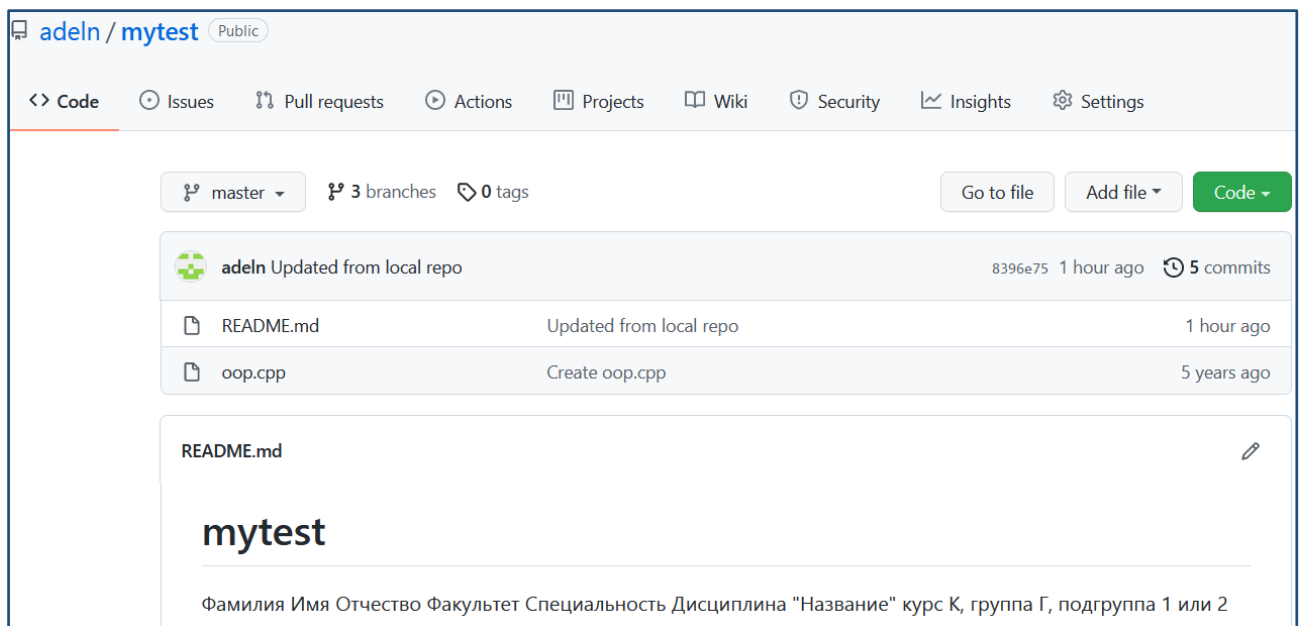 adeln / mytest Public
Code Issues Pull requests Actions Projects Wiki Security Insights Settings
master 3 branches 0 tags Go to file Add file Code
adeln Updated from local repo 8396e75 1 hour ago 5 commits
README.md Updated from local repo 1 hour ago
oop.cpp Create oop.cpp 5 years ago
README.md
mytest
Фамилия Имя Отчество Факультет Специальность Дисциплина "Название" курс К, группа Г, подгруппа 1 или 2